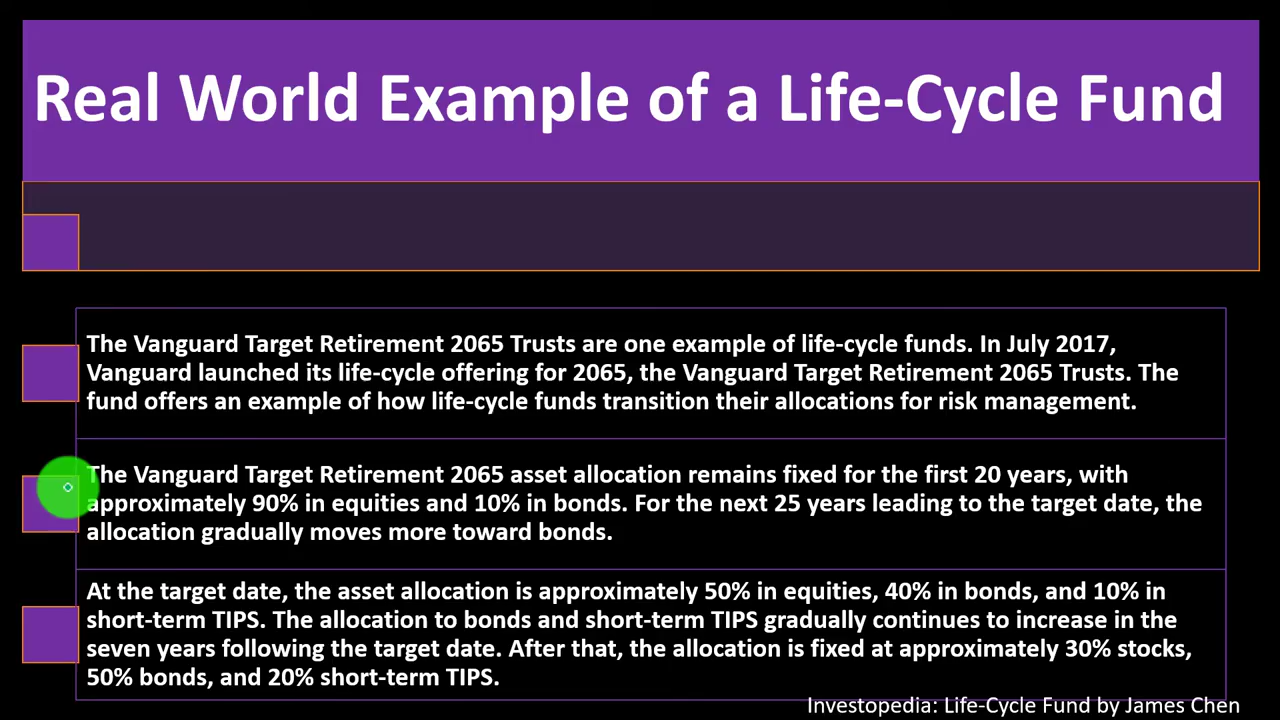 Real World Example of a Life-Cycle Fund
The Vanguard Target Retirement 2065 Trusts are one example of life-cycle funds. In July 2017,
Vanguard launched its life-cycle offering for 2065, the Vanguard Target Retirement 2065 Trusts. The
fund offers an example of how life-cycle funds transition their allocations for risk management.
The Vanguard Target Retirement 2065 asset allocation remains fixed for the first 20 years, with
approximately 90% in equities and 10% in bonds. For the next 25 years leading to the target date, the
allocation gradually moves more toward bonds.
At the target date, the asset allocation is approximately 50% in equities, 40% in bonds, and 10% in
short-term TIPS. The allocation to bonds and short-term TIPS gradually continues to increase in the
seven years following the target date. After that, the allocation is fixed at approximately 30% stocks,
50% bonds, and 20% short-term TIPS.
Investopedia: Life-Cycle Fund by James Chen